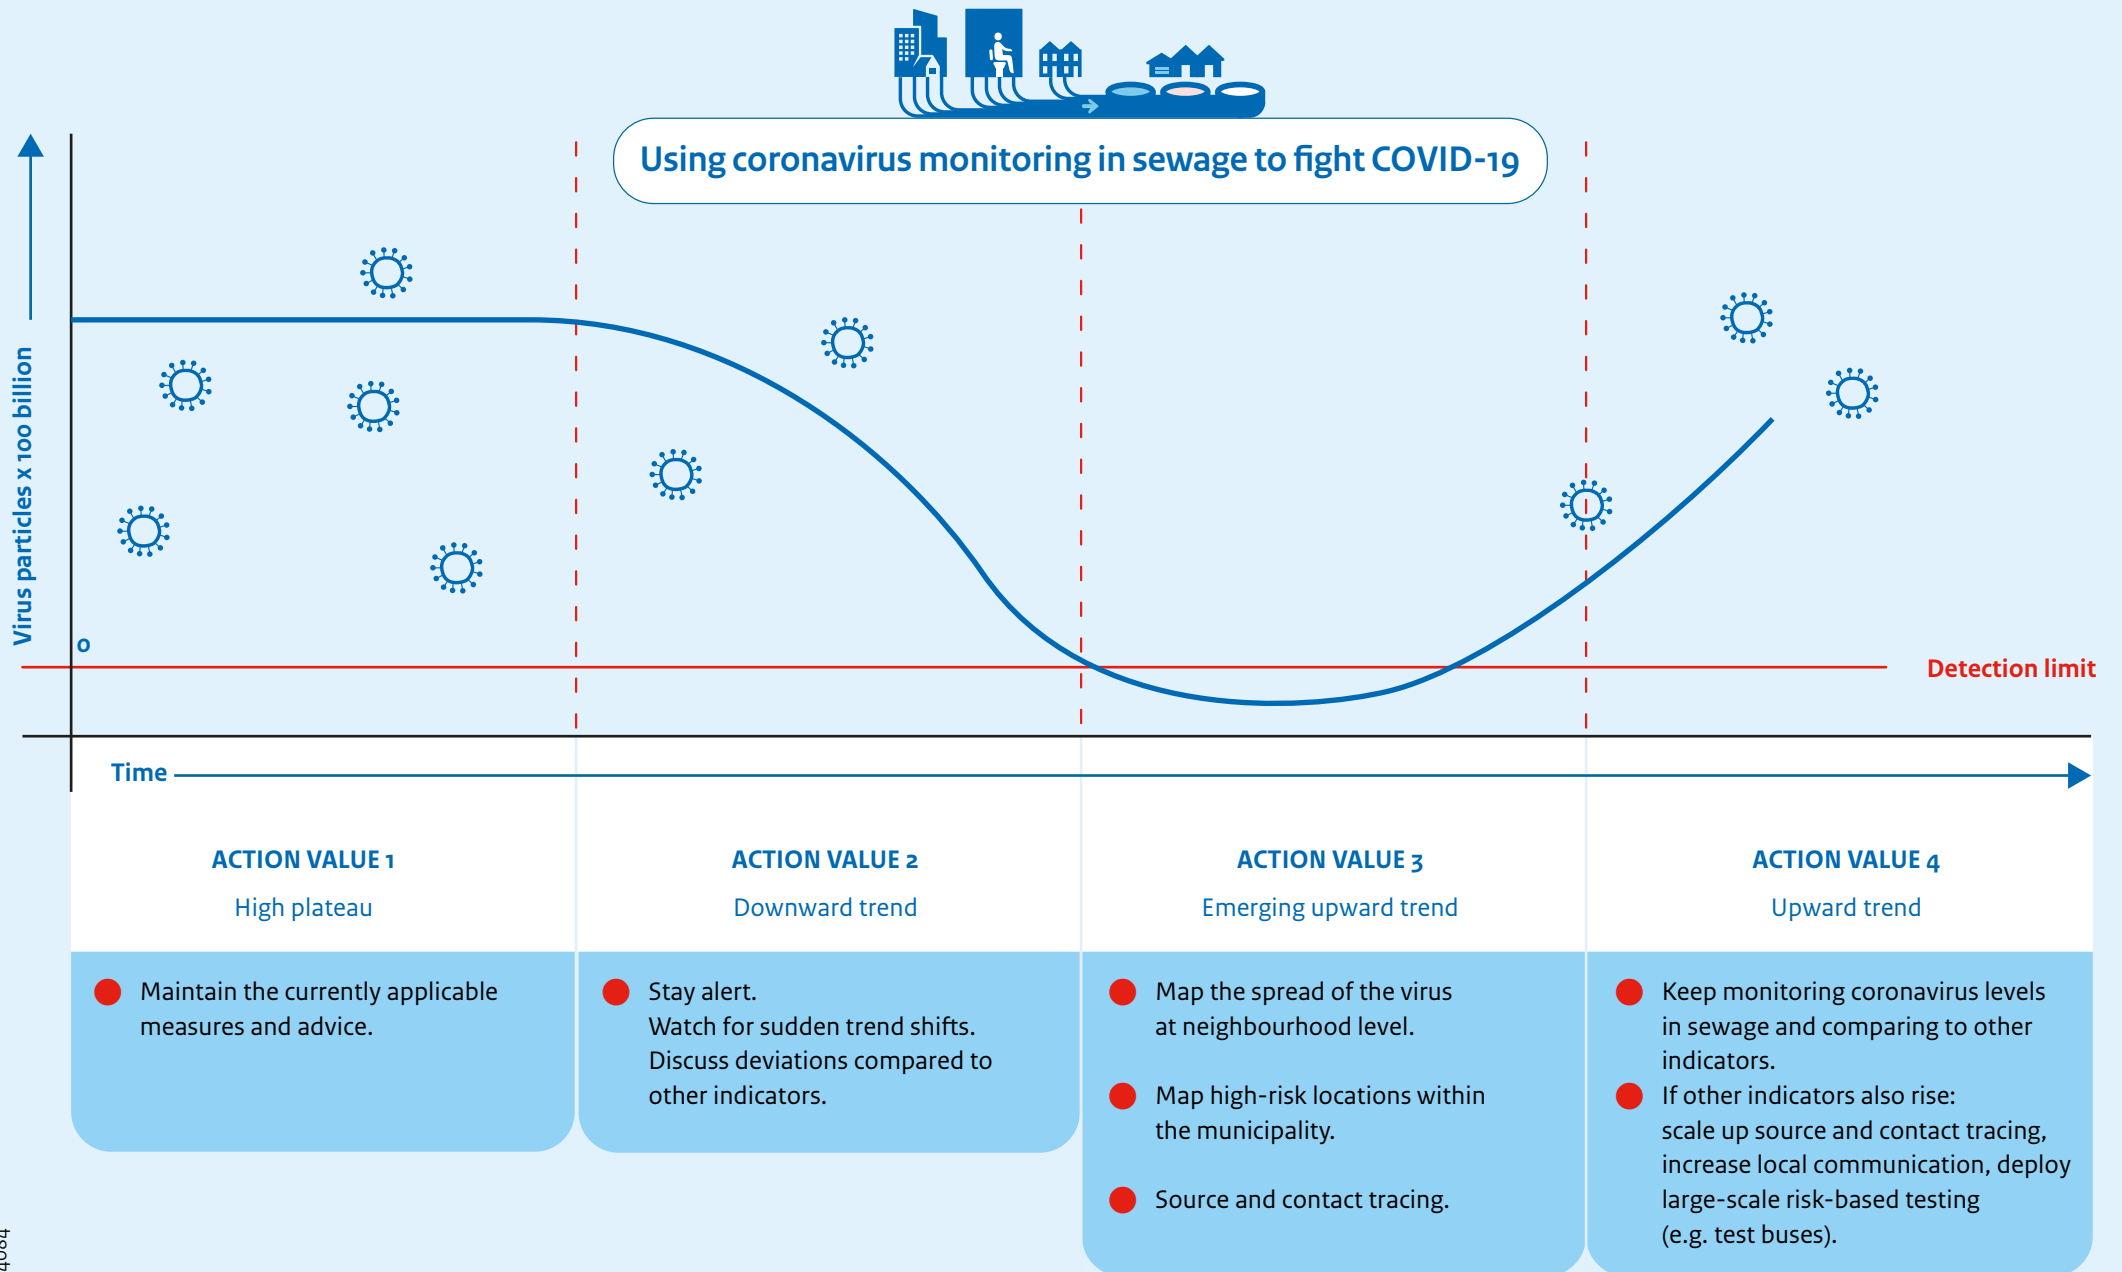 Using coronavirus monitoring in sewage to fight COVID-19
Virus particles x 100 billion
0
Detection limit
Time
ACTION VALUE 1
High plateau
Maintain the currently applicable
measures and advice.
ACTION VALUE 2
Downward trend
Stay alert.
Watch for sudden trend shifts.
Discuss deviations compared to
other indicators.
ACTION VALUE 3
Emerging upward trend
Map the spread of the virus
at neighbourhood level.
Map high-risk locations within
the municipality.
Source and contact tracing.
ACTION VALUE 4
Upward trend
Keep monitoring coronavirus levels
in sewage and comparing to other
indicators.
If other indicators also rise:
scale up source and contact tracing,
increase local communication, deploy
large-scale risk-based testing
(e.g. test buses).